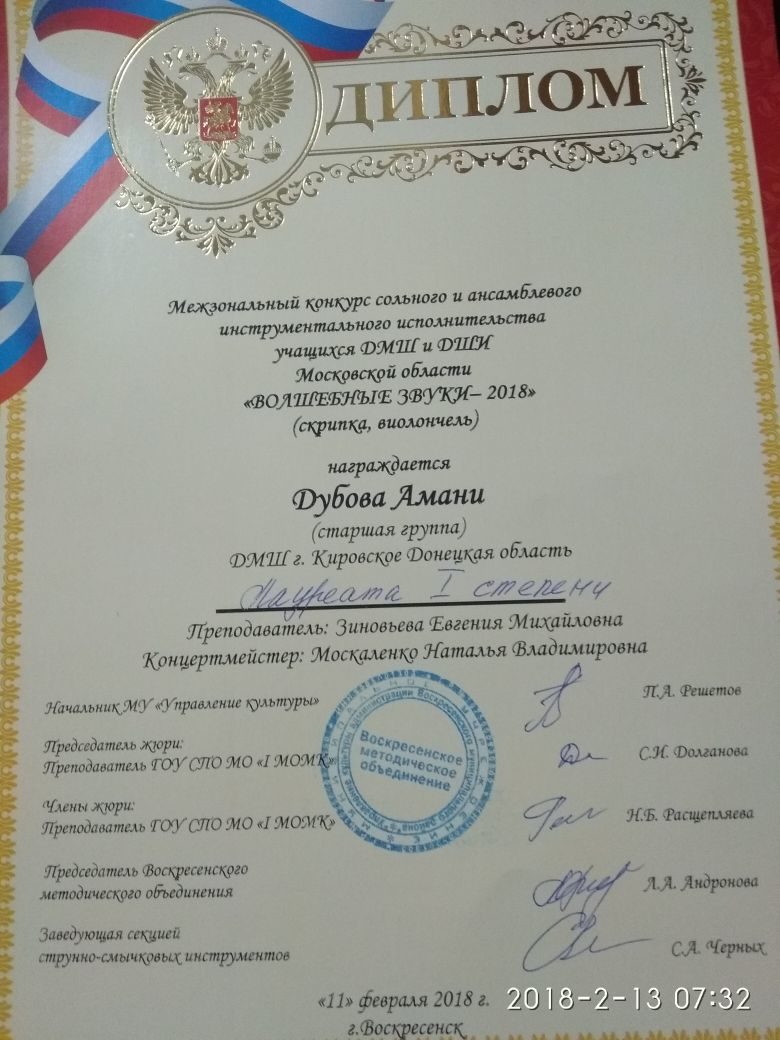 ДИПЛОМ
Межзональный конкурс сольного и ансамблевого
инструментального исполнительства
учащихся ДМШ и ДШИ
Московской области
«ВОЛШЕБНЫЕ ЗВУКИ– 2018»
(скрипка, виолончель)
награждается
Дубова Амани
(старшая группа)
ДМШ г. Кировское Донецкая область
Лауреата I степени
Преподаватель: Зиновьева Евгения Михайловна
Концертмейстер: Москаленко Наталья Владимировна
Начальник МУ «Управление культуры» П.А. Решетов
Председатель жюри:
Преподаватель ГОУ СПО МО «I МОМК» С.И. Долганова
Члены жюри:
Преподаватель ГОУ СПО МО «I МОМК» Н.Б. Расщепляева
Воскресенское
методическое
объединение
Председатель Воскресенского
методического объединения Л.А. Андронова
Заведующая секцией
струнно-смычковых инструментов С.А. Черных
«11» февраля 2018 г.
г.Воскресенск
2018-2-13 07:32